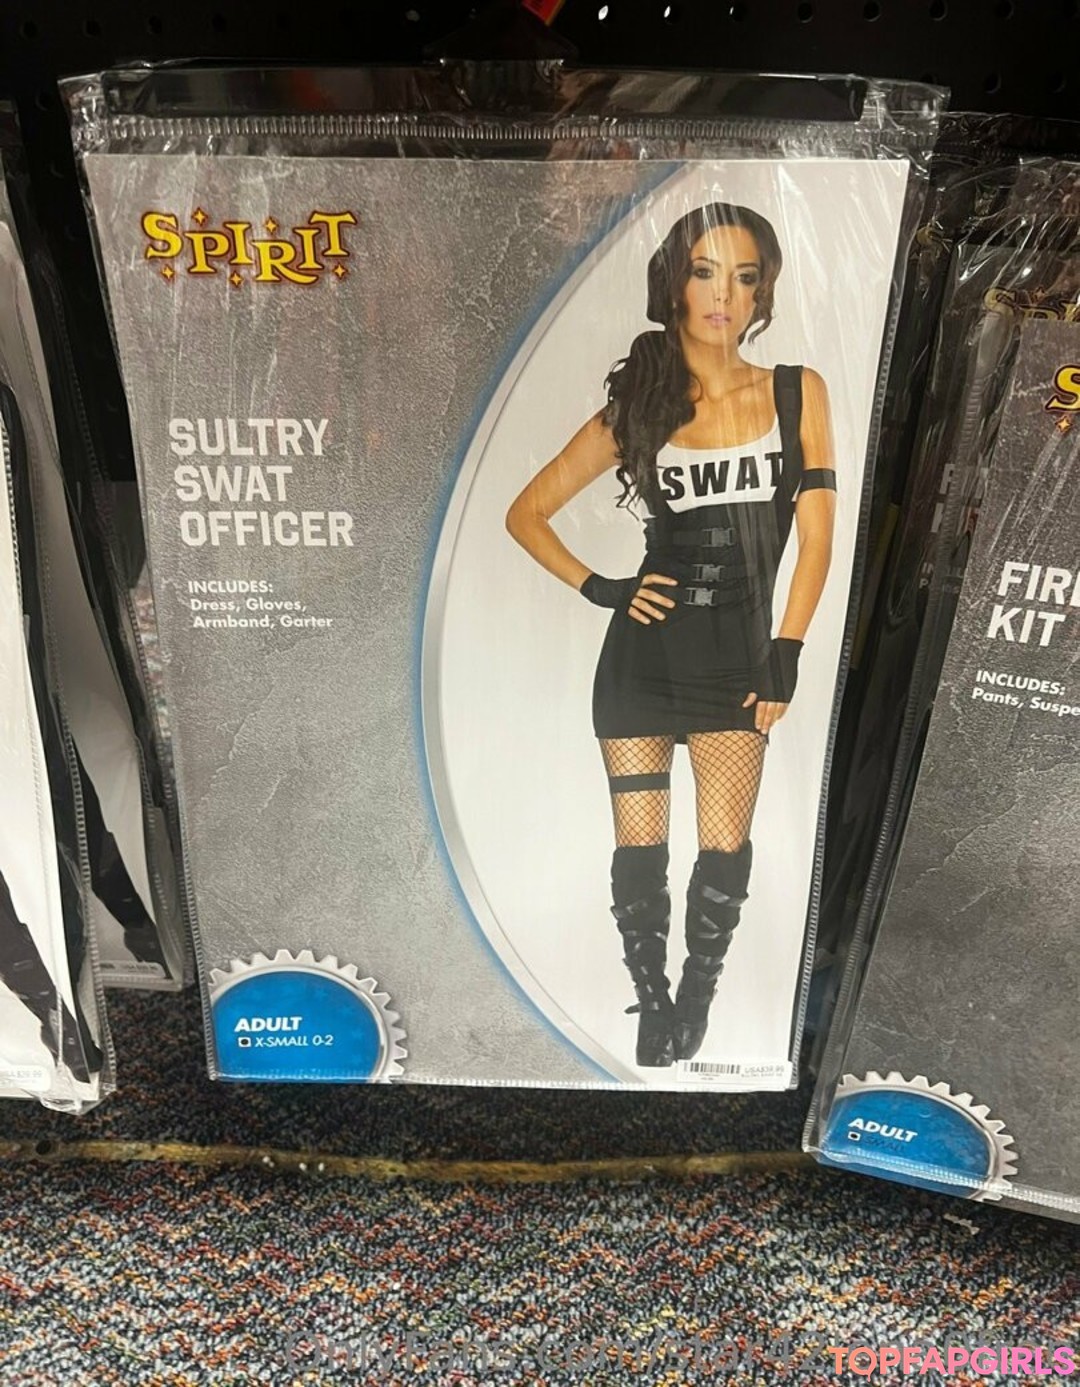 SPIRIT
SULTRY
SWAT
OFFICER
INCLUDES:
Dress, Gloves,
Armband, Garter
SWAT
ADULT
X-SMALL 0-2
FIRE
KIT
INCLUDES:
Pants, Suspe
ADULT
TOPFAPGIRLS